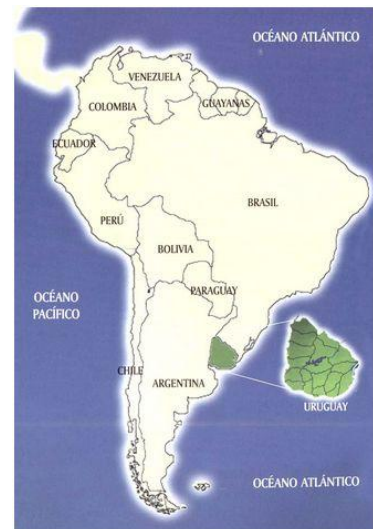 OCÉANO ATLÁNTICO
VENEZUELA
COLOMBIA
GUAYANAS
ECUADOR
BRASIL
PERÚ
BOLIVIA
PARAGUAY
OCÉANO
PACÍFICO
CHILE
ARGENTINA
URUGUAY
OCÉANO ATLÁNTICO